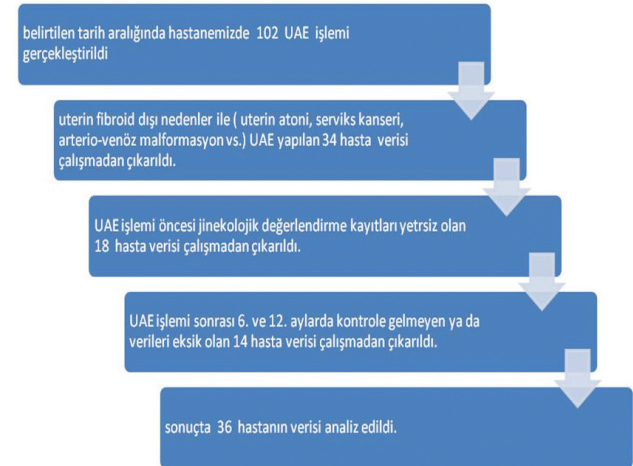 belirtilen tarih aralığında hastanemizde 102 UAE işlemi
gerçekleştirildi
uterin fibroid dışı nedenler ile ( uterin atoni, serviks kanseri,
arterio-venöz malformasyon vs.) UAE yapılan 34 hasta verisi
çalışmadan çıkarıldı.
UAE işlemi öncesi jinekolojik değerlendirme kayıtları yetrsiz olan
18 hasta verisi çalışmadan çıkarıldı.
UAE işlemi sonrası 6. ve 12. aylarda kontrole gelmeyen ya da
verileri eksik olan 14 hasta verisi çalışmadan çıkarıldı.
sonuçta 36 hastanın verisi analiz edildi.